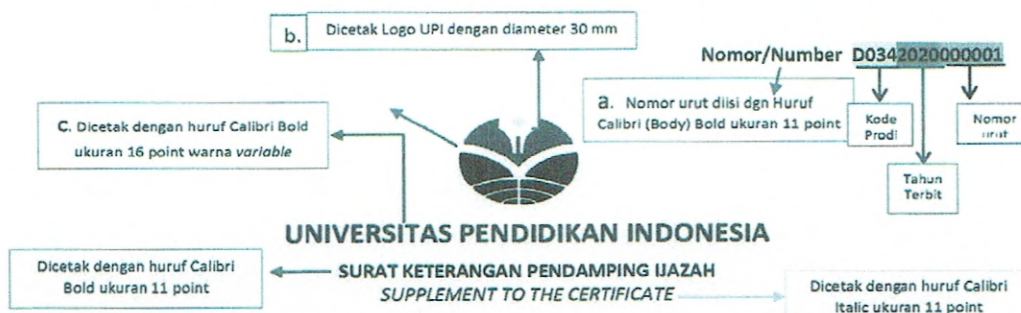 b. Dicetak Logo UPI dengan diameter 30 mm
Nomor/Number D0342020000001
a. Nomor urut diisi dgn Huruf
Calibri (Body) Bold ukuran 11 point
Kode
Prodi
Nomor
urut
Tahun
Terbit
C. Dicetak dengan huruf Calibri Bold
ukuran 16 point warna variable
UNIVERSITAS PENDIDIKAN INDONESIA
SURAT KETERANGAN PENDAMPING IJAZAH
SUPPLEMENT TO THE CERTIFICATE
Dicetak dengan huruf Calibri
Bold ukuran 11 point
Dicetak dengan huruf Calibri
Italic ukuran 11 point